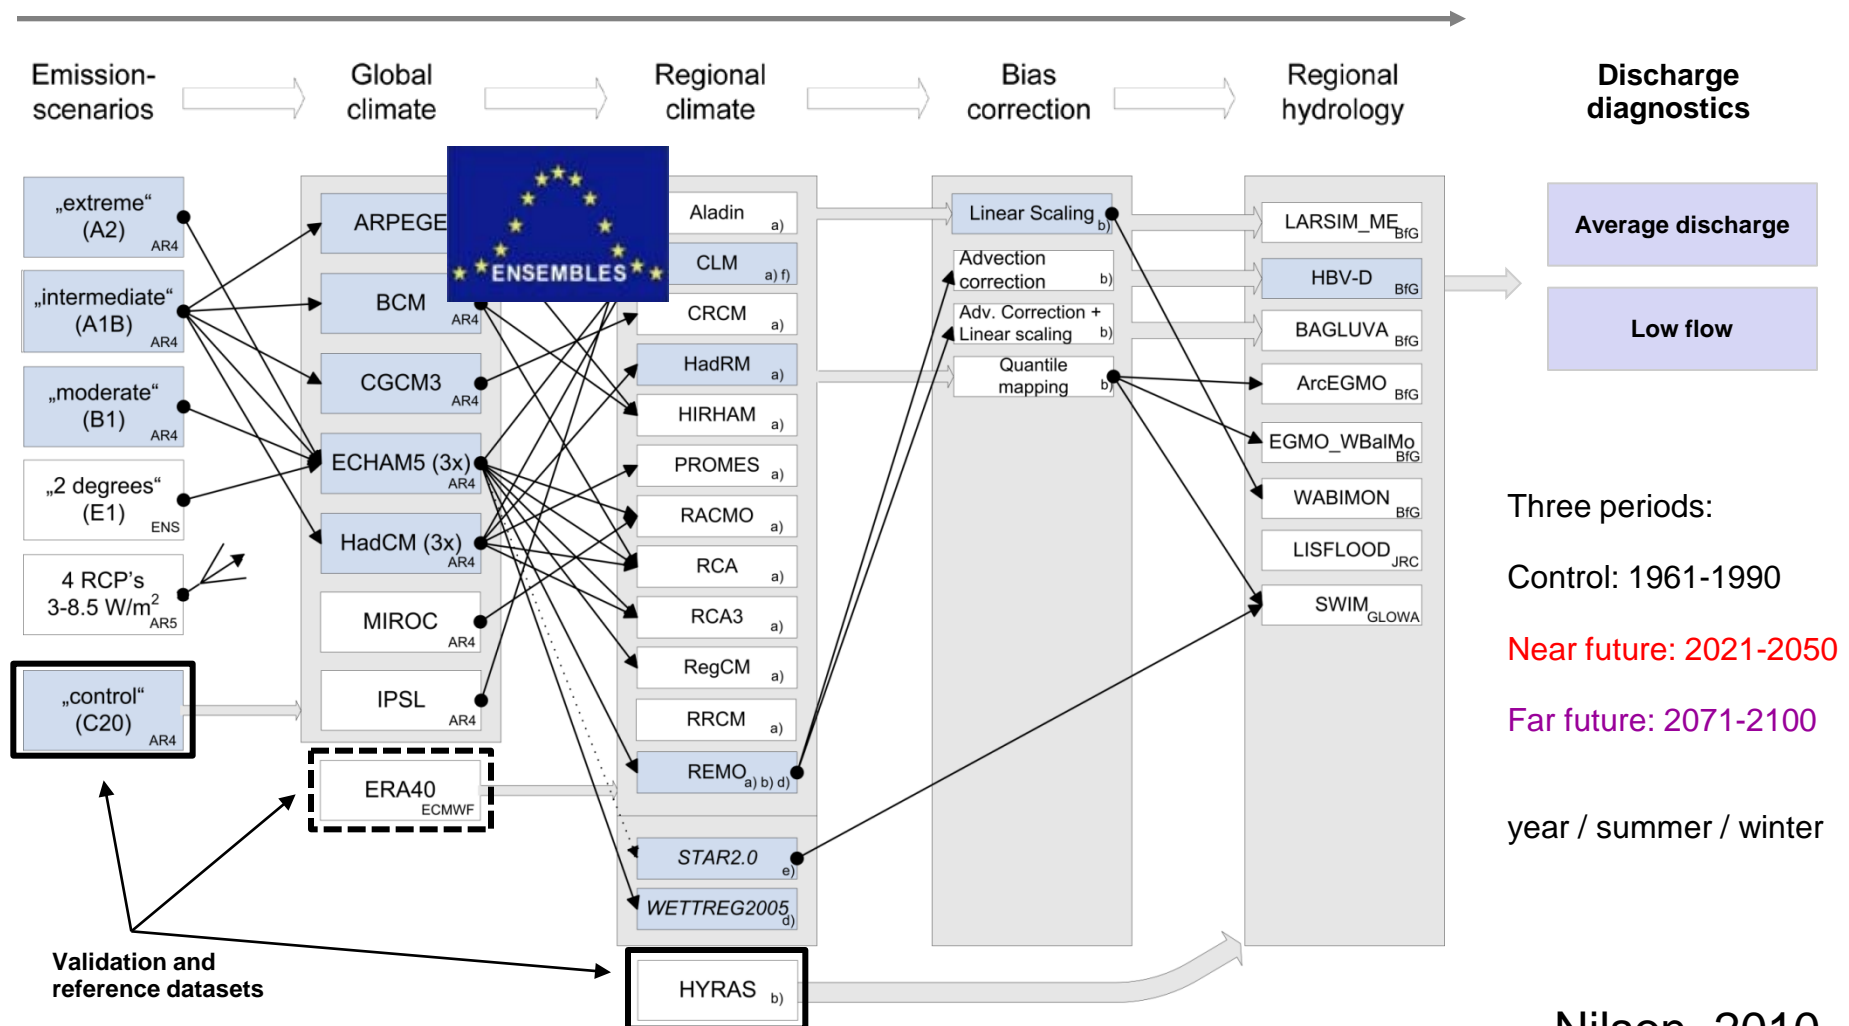 Emission-
scenarios
Global
climate
Regional
climate
Bias
correction
Regional
hydrology
Discharge
diagnostics
„extreme“
(A2)
AR4
„intermediate“
(A1B)
AR4
„moderate“
(B1)
AR4
„2 degrees“
(E1)
ENS
4 RCP's
3-8.5 W/m2
AR5
„control“
(C20)
AR4
ARPEGE
BCM
AR4
CGCM3
AR4
ECHAM5 (3x)
AR4
HadCM (3x)
AR4
MIROC
AR4
IPSL
AR4
ERA40
ECMWF
ENSEMBLES
Aladin
a)
CLM
a) f)
CRCM
a)
HadRM
a)
HIRHAM
a)
PROMES
a)
RACMO
a)
RCA
a)
RCA3
a)
RegCM
a)
RRCM
a)
REMO
a) b) d)
STAR2.0
e)
WETTREG2005
d)
HYRAS b)
Linear Scaling
b)
Advection
correction b)
Adv. Correction +
Linear scaling b)
Quantile
mapping b)
LARSIM_ME
BfG
HBV-D
BfG
BAGLUVA
BfG
ArcEGMO
BfG
EGMO_WBalMo
BfG
WABIMON
BfG
LISFLOOD
JRC
SWIM
GLOWA
Average discharge
Low flow
Three periods:
Control: 1961-1990
Near future: 2021-2050
Far future: 2071-2100
year / summer / winter
Validation and
reference datasets
2010